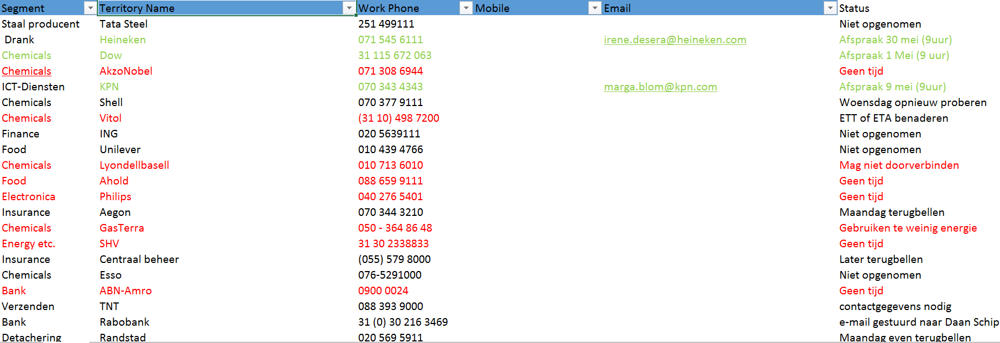 Segment Territory Name Work Phone Mobile Email Status
Staal producent Tata Steel 251 499111 Niet opgenomen
Drank Heineken 071 545 6111 irene.desera@heineken.com Afspraak 30 mei (9uur)
Chemicals Dow 31 115 672 063 Afspraak 1 Mei (9 uur)
Chemicals AkzoNobel 071 308 6944 Geen tijd
ICT-Diensten KPN 070 343 4343 marga.blom@kpn.com Afspraak 9 mei (9uur)
Chemicals Shell 070 377 9111 Woensdag opnieuw proberen
Chemicals Vitol (31 10) 498 7200 ETT of ETA benaderen
Finance ING 020 5639111 Niet opgenomen
Food Unilever 010 439 4766 Niet opgenomen
Chemicals Lyondellbasell 010 713 6010 Mag niet doorverbinden
Food Ahold 088 659 9111 Geen tijd
Electronica Philips 040 276 5401 Geen tijd
Insurance Aegon 070 344 3210 Maandag terugbellen
Chemicals GasTerra 050 - 364 86 48 Gebruiken te weinig energie
Energy etc. SHV 31 30 2338833 Geen tijd
Insurance Centraal beheer (055) 579 8000 Later terugbellen
Chemicals Esso 076-5291000 Niet opgenomen
Bank ABN-Amro 0900 0024 Geen tijd
Verzenden TNT 088 393 9000 contactgegevens nodig
Bank Rabobank 31 (0) 30 216 3469 e-mail gestuurd naar Daan Schip
Detachering Randstad 020 569 5911 Maandag even terugbellen